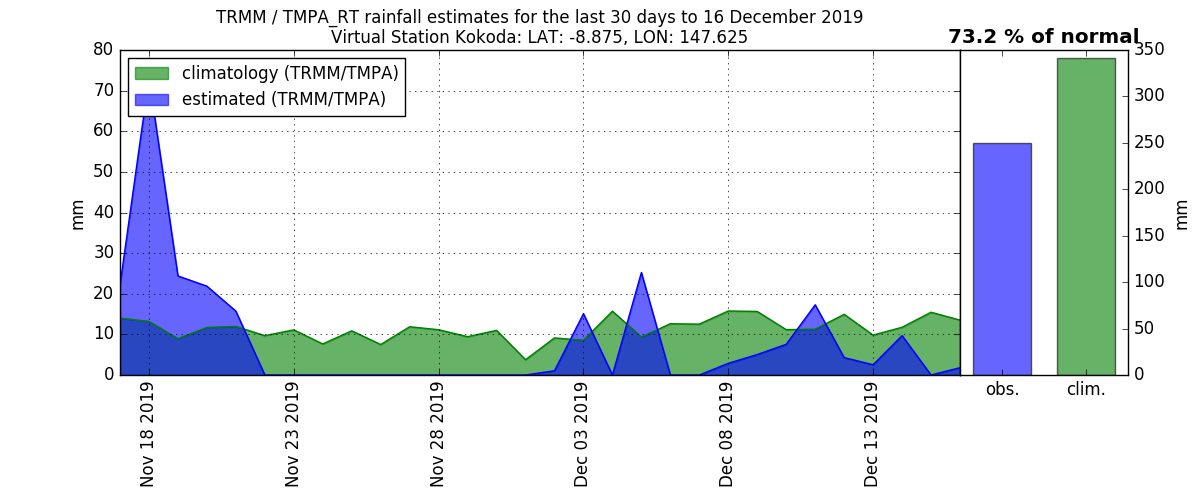 TRMM / TMPA_RT rainfall estimates for the last 30 days to 16 December 2019
Virtual Station Kokoda: LAT: -8.875, LON: 147.625
73.2 % of normal
climatology (TRMM/TMPA)
estimated (TRMM/TMPA)
80
70
60
50
40
30
20
10
0
mm
Nov 18 2019
Nov 23 2019
Nov 28 2019
Dec 03 2019
Dec 08 2019
Dec 13 2019
obs.
clim.
350
300
250
200
150
100
50
0
mm